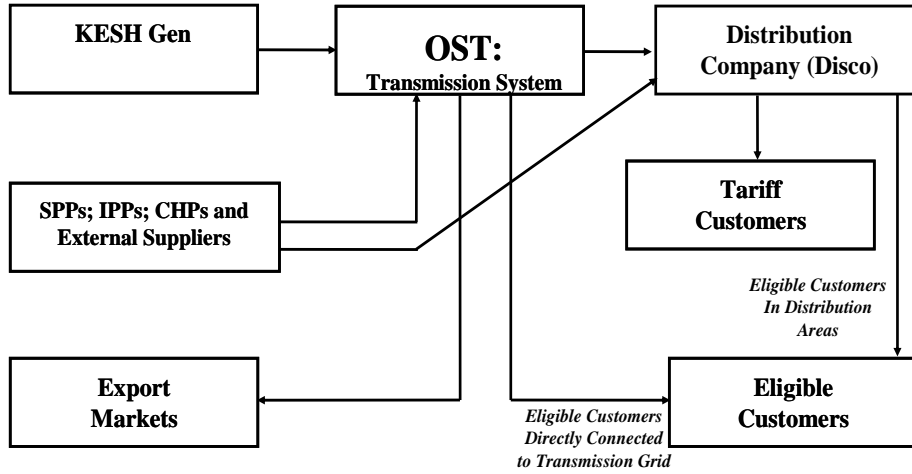 KESH Gen
OST:
Transmission System
Distribution
Company (Disco)
SPPs; IPPs; CHPs and
External Suppliers
Tariff
Customers
Eligible Customers
In Distribution
Areas
Export
Markets
Eligible Customers
Directly Connected
to Transmission Grid
Eligible
Customers